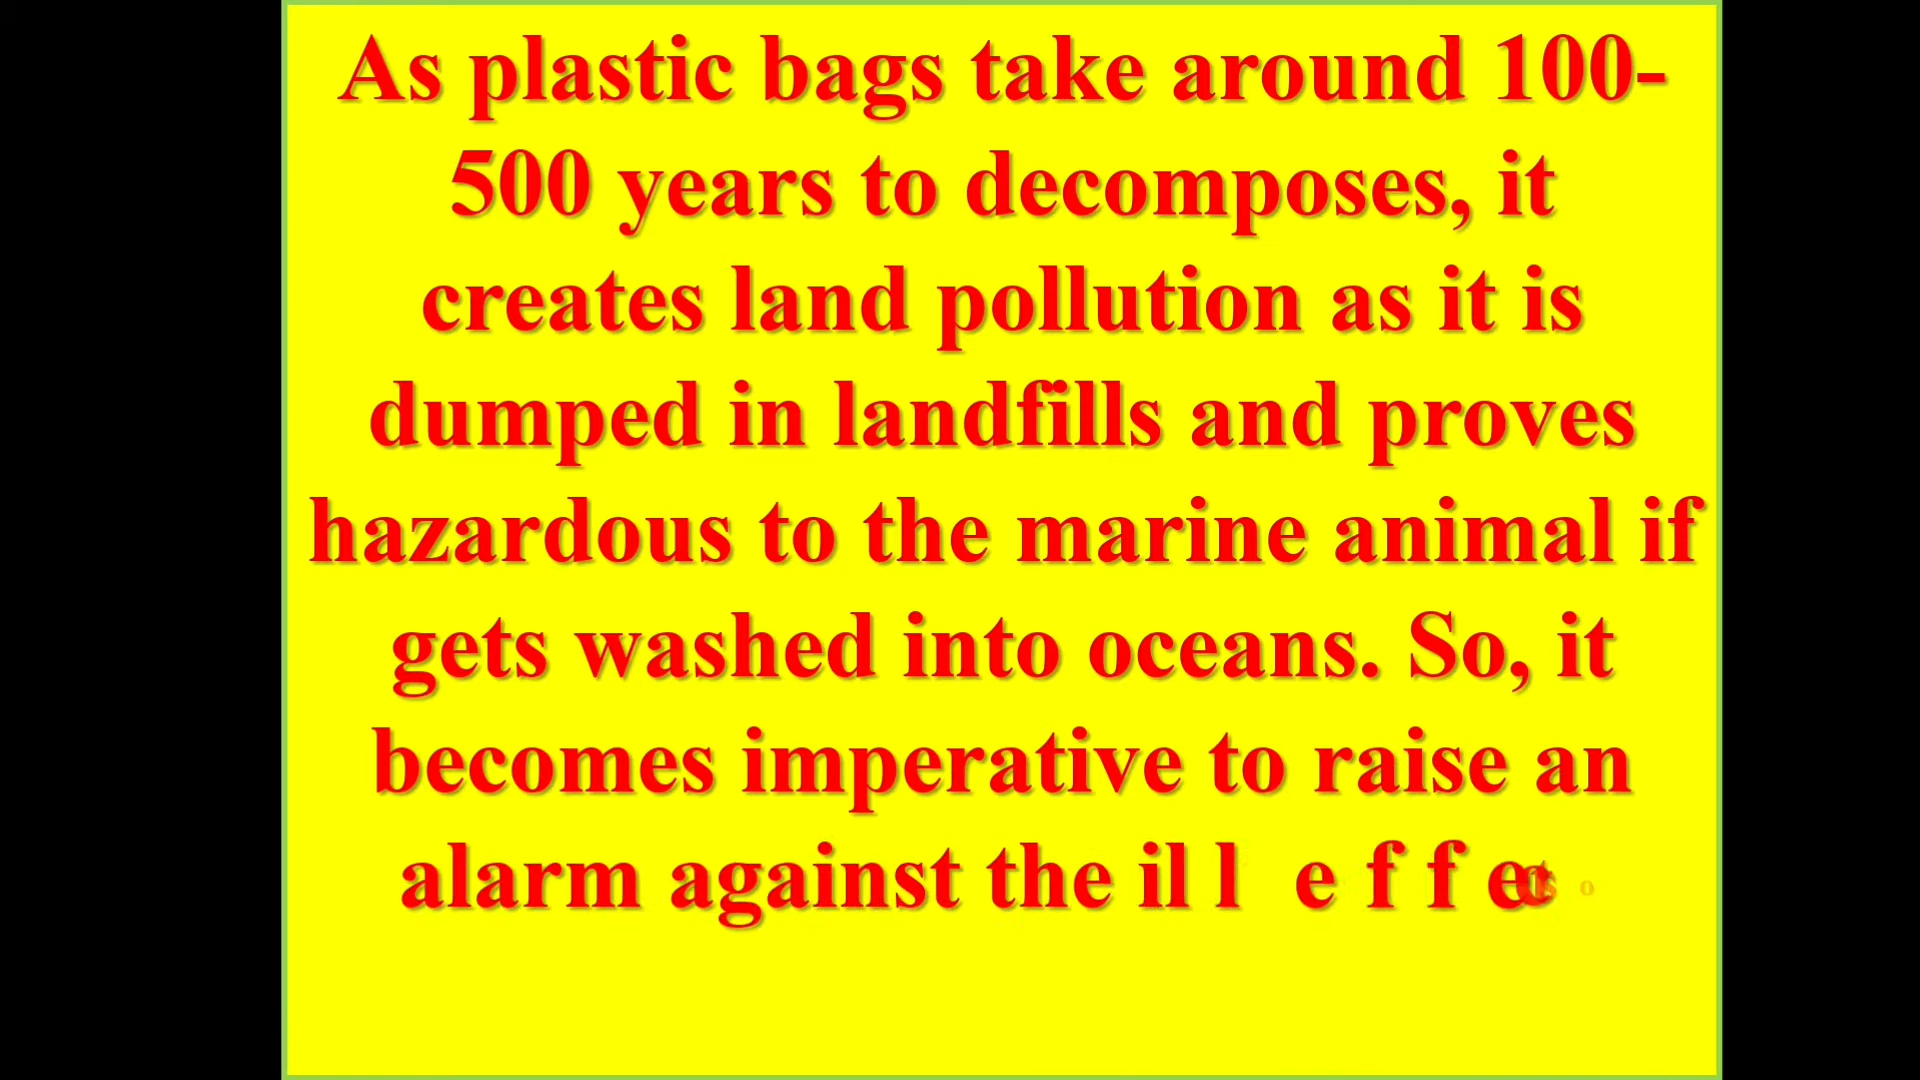 As plastic bags take around 100-
500 years to decomposes, it
creates land pollution as it is
dumped in landfills and proves
hazardous to the marine animal if
gets washed into oceans. So, it
becomes imperative to raise an
alarm against the ill effects o